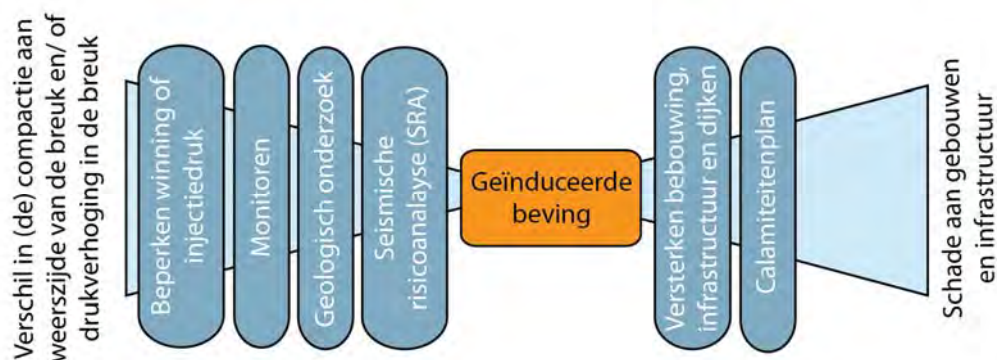 Verschil in (de) compactie aan
weerszijde van de breuk en/ of
drukverhoging in de breuk
Beperken winning of
injectiedruk
Monitoren
Geologisch onderzoek
Seismische
risicoanalayse (SRA)
Geïnduceerde
beving
Versterken bebouwing,
infrastructuur en dijken
Calamiteitenplan
Schade aan gebouwen
en infrastructuur